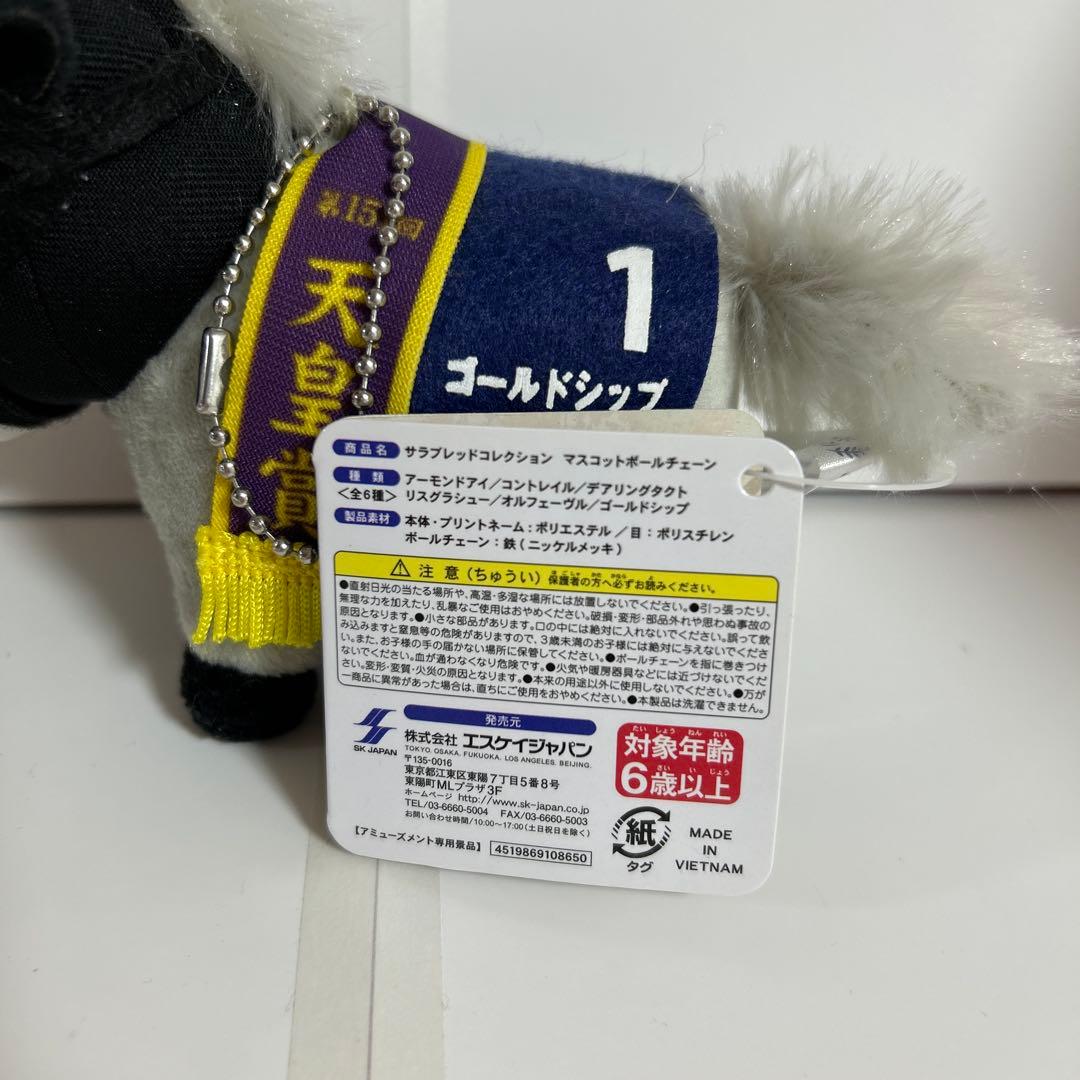 第15 回
天皇賞
1
ゴールドシップ
商品名 サラブレッドコレクション マスコットボールチェーン
種類 アーモンドアイ／コントレイル／デアリングタクト
＜全6種＞ リスグラシュー／オルフェーヴル／ゴールドシップ
製品素材 本体・プリントネーム：ポリエステル ／ 目：ポリスチレン
ボールチェーン：鉄(ニッケルメッキ)
⚠ 注意(ちゅうい) 保護者の方へ必ずお読みください。
●直射日光の当たる場所や、高温・多湿な場所には放置しないでください。●引っ張ったり、
無理な力を加えたり、乱暴なご使用はおやめください。破損・変形・部品外れや思わぬ事故の
原因となります。●小さな部品があります。口の中には絶対に入れないでください。誤って飲
み込みますと窒息等の危険がありますので、3歳未満のお子様には絶対に与えないでくださ
い。また、お子様の手の届かない場所に保管してください。●ボールチェーンを指に巻きつけ
ないでください。血が通わなくなり危険です。●火気や暖房器具などには近づけないでくだ
さい。変形・変質・火災の原因となります。●本来の用途以外に使用しないでください。●万が
一商品に異常があった場合は、直ちにご使用をおやめください。●本製品は洗濯できません。
発売元
SK JAPAN
株式会社 エスケイジャパン
TOKYO. OSAKA. FUKUOKA. LOS ANGELES. BEIJING.
〒135-0016
東京都江東区東陽7丁目5番8号
東陽町MLプラザ3F
ホームページ http://www.sk-japan.co.jp
TEL/03-6660-5004 FAX/03-6660-5003
お問い合わせ時間/10:00〜17:00(土日祝日を除く)
【アミューズメント専用景品】 4519869108650
対象年齢
6歳以上
紙
タグ
MADE
IN
VIETNAM